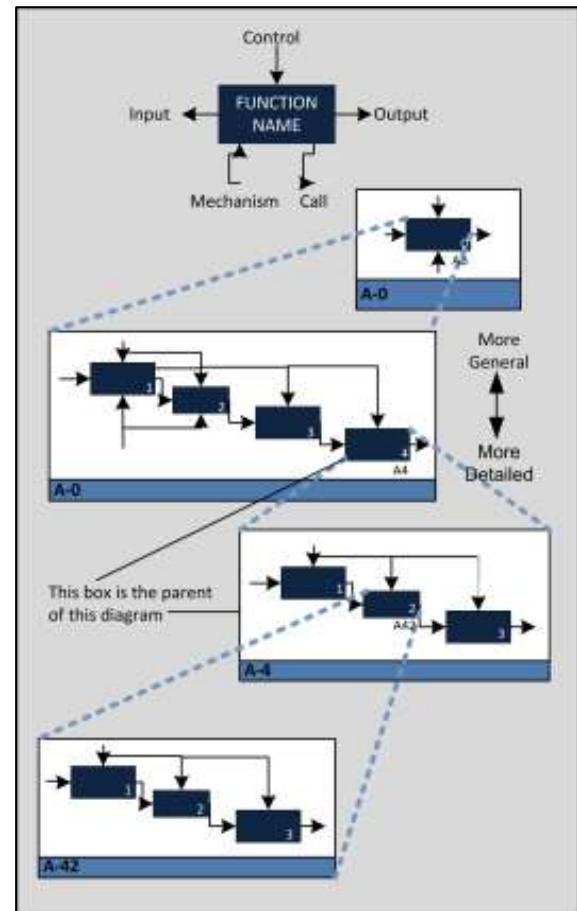 Control
FUNCTION
NAME
Input
Output
Mechanism
Call
0
A-0
More
General
More
Detailed
1
2
3
4
A4
A-0
This box is the parent
of this diagram
1
2
A42
3
A-4
1
2
3
A-42